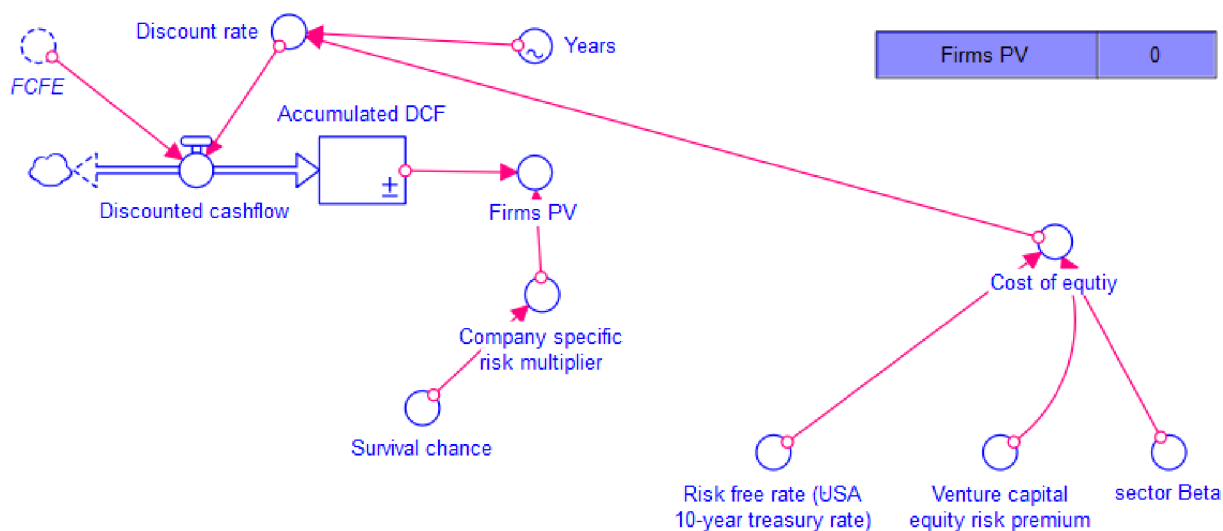 Discount rate
Years
Firms PV
0
FCFE
Accumulated DCF
±
Discounted cashflow
Firms PV
Cost of equtiy
Company specific
risk multiplier
Survival chance
Risk free rate (USA
10-year treasury rate)
Venture capital
equity risk premium
sector Beta